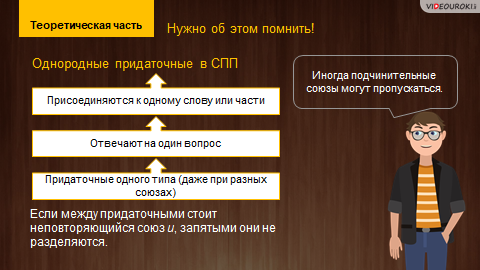 Теоретическая часть
Нужно об этом помнить!
VIDEOUROKI
Однородные придаточные в СПП
Присоединяются к одному слову или части
Отвечают на один вопрос
Придаточные одного типа (даже при разных
союзах)
Если между придаточными стоит
неповторяющийся союз и, запятыми они не
разделяются.
Иногда подчинительные
союзы могут пропускаться.